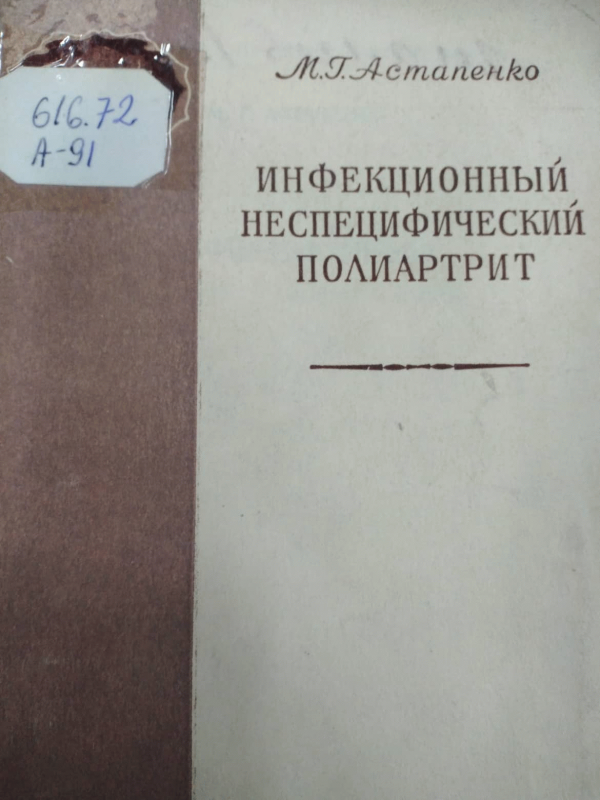 616.72
А-91
М.Г.Астапенко
ИНФЕКЦИОННЫЙ
НЕСПЕЦИФИЧЕСКИЙ
ПОЛИАРТРИТ